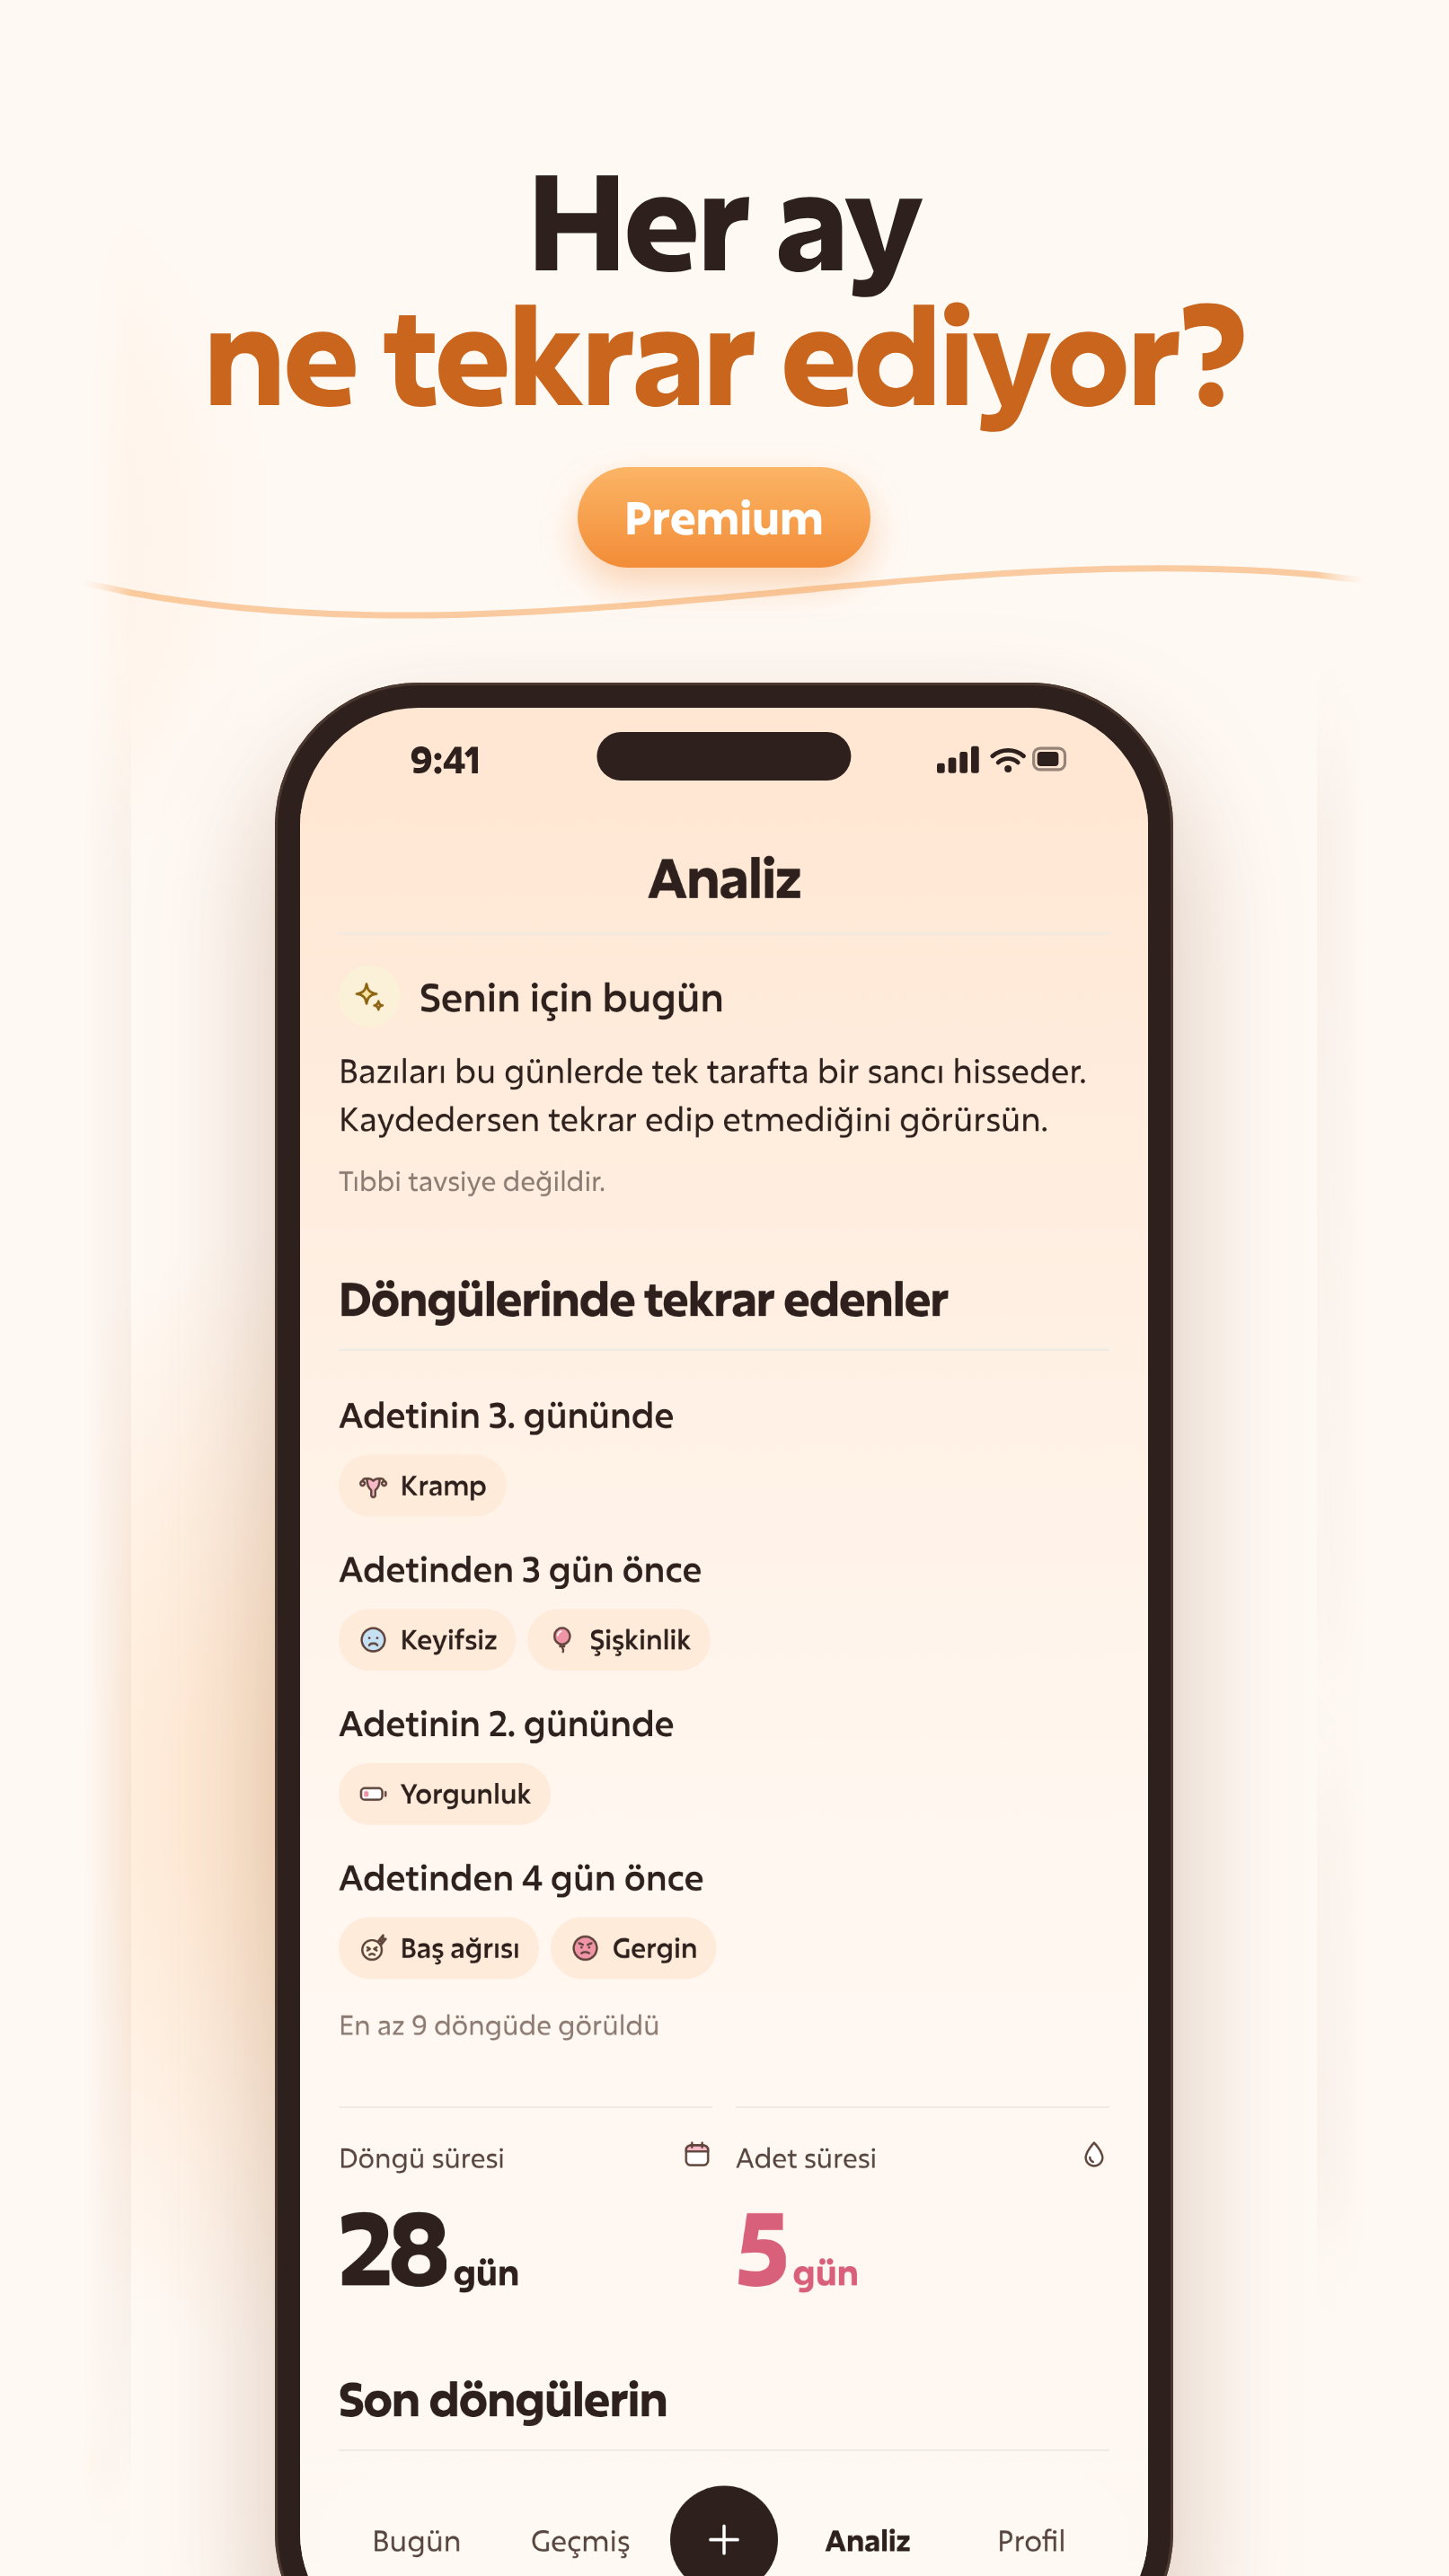 Her ay
ne tekrar ediyor?
Premium
9:41
Analiz
Senin için bugün
Bazıları bu günlerde tek tarafta bir sancı hisseder.
Kaydedersen tekrar edip etmediğini görürsün.
Tıbbi tavsiye değildir.
Döngülerinde tekrar edenler
Adetinin 3. gününde
Kramp
Adetinden 3 gün önce
Keyifsiz Şişkinlik
Adetinin 2. gününde
Yorgunluk
Adetinden 4 gün önce
Baş ağrısı Gergin
En az 9 döngüde görüldü
Döngü süresi Adet süresi
28 gün 5 gün
Son döngülerin
Bugün Geçmiş + Analiz Profil